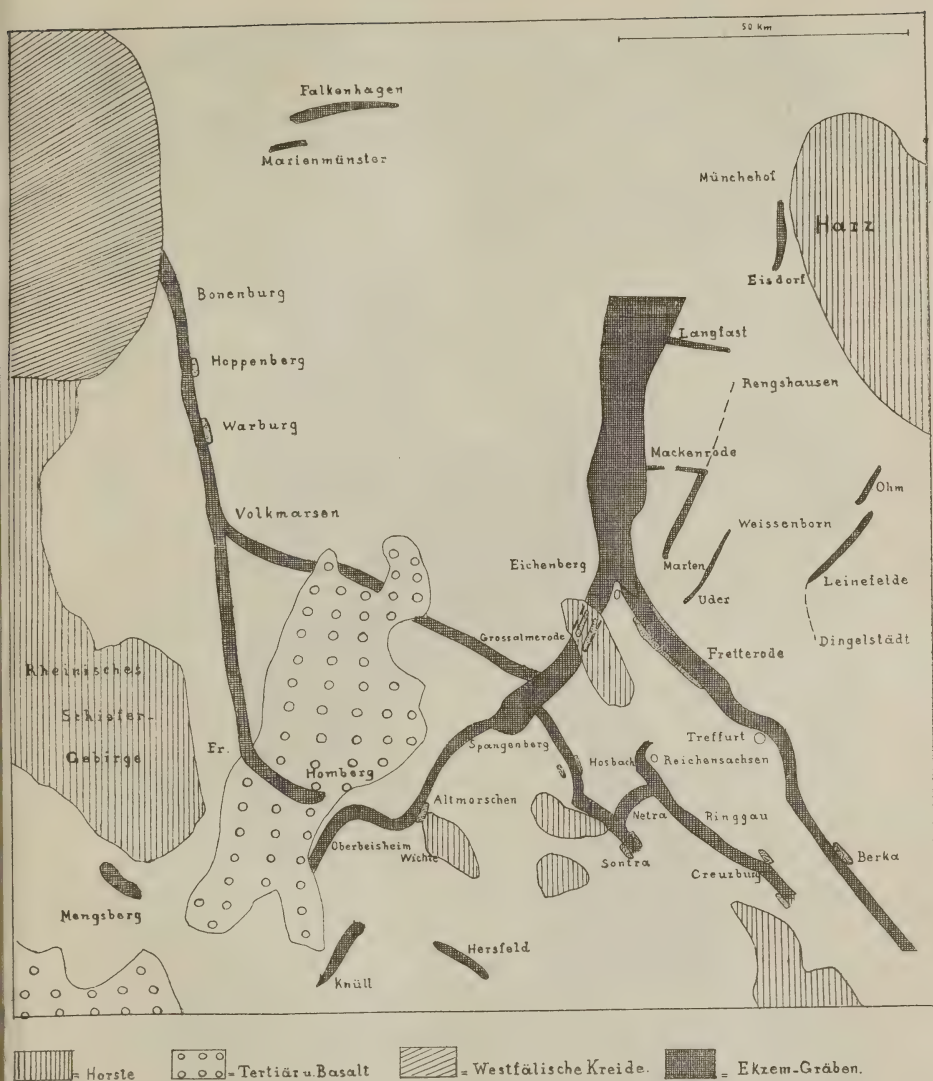 50 km
Falkenhagen
Marienmünster
Münchehof
Harz
Eisdorf
Bonenburg
Langfast
Hoppenberg
Rengshausen
Warburg
Mackenrode
Ohm
Volkmarsen
Weissenborn
Eichenberg
Marten
Leinefelde
Uder
Grossalmerode
Dingelstädt
Fretterode
Rheinisches
Schiefer-
Gebirge
Treffurt
Fr.
Spangenberg
Hosbach
Reichensachsen
Homberg
Altmorschen
Netra
Ringgau
Oberbeisheim
Wichte
Sontra
Berka
Creuzburg
Mengsberg
Hersfeld
Knüll
= Horste
= Tertiär u. Basalt
= Westfälische Kreide.
= Ekzem-Gräben.